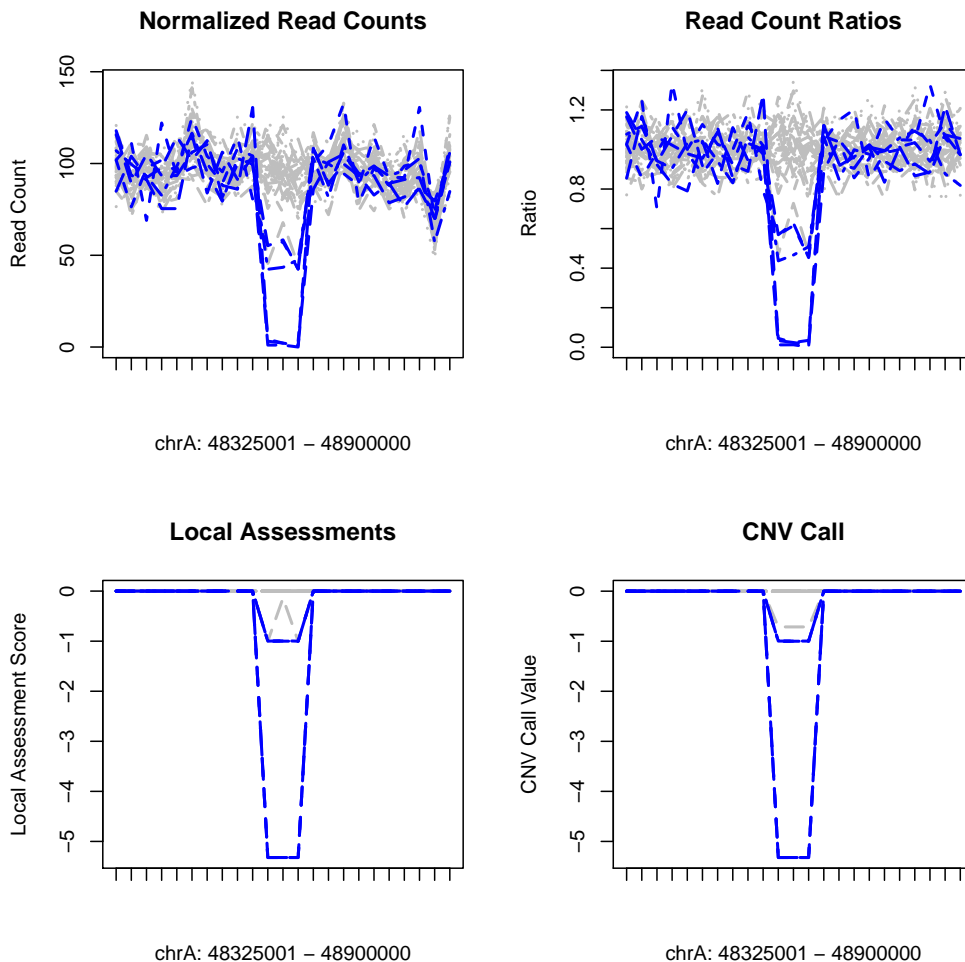 Normalized Read Counts
Read Count
150
100
50
0
chrA: 48325001 – 48900000
Read Count Ratios
Ratio
1.2
0.8
0.4
0.0
chrA: 48325001 – 48900000
Local Assessments
Local Assessment Score
0
−1
−2
−3
−4
−5
chrA: 48325001 – 48900000
CNV Call
CNV Call Value
0
−1
−2
−3
−4
−5
chrA: 48325001 – 48900000